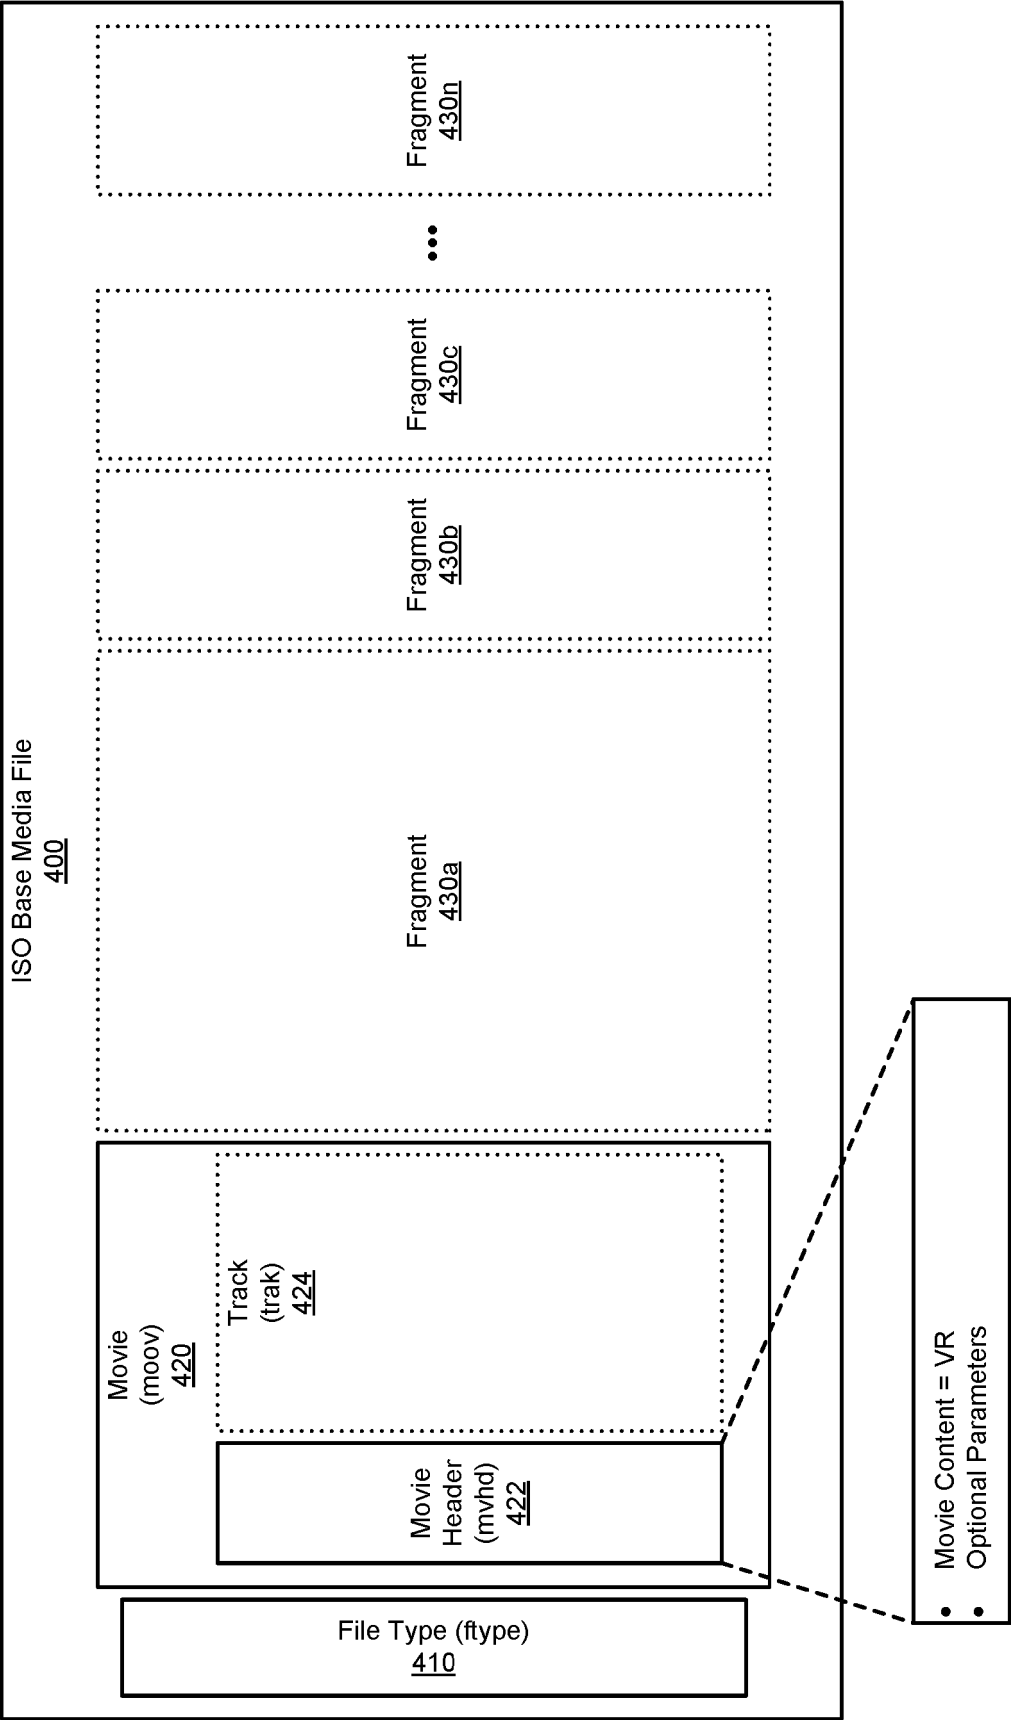 ISO Base Media File
400
File Type (ftype)
410
Movie
(moov)
420
Movie
Header
(mvhd)
422
Track
(trak)
424
Fragment
430a
Fragment
430b
Fragment
430c
•••
Fragment
430n
• Movie Content = VR
• Optional Parameters